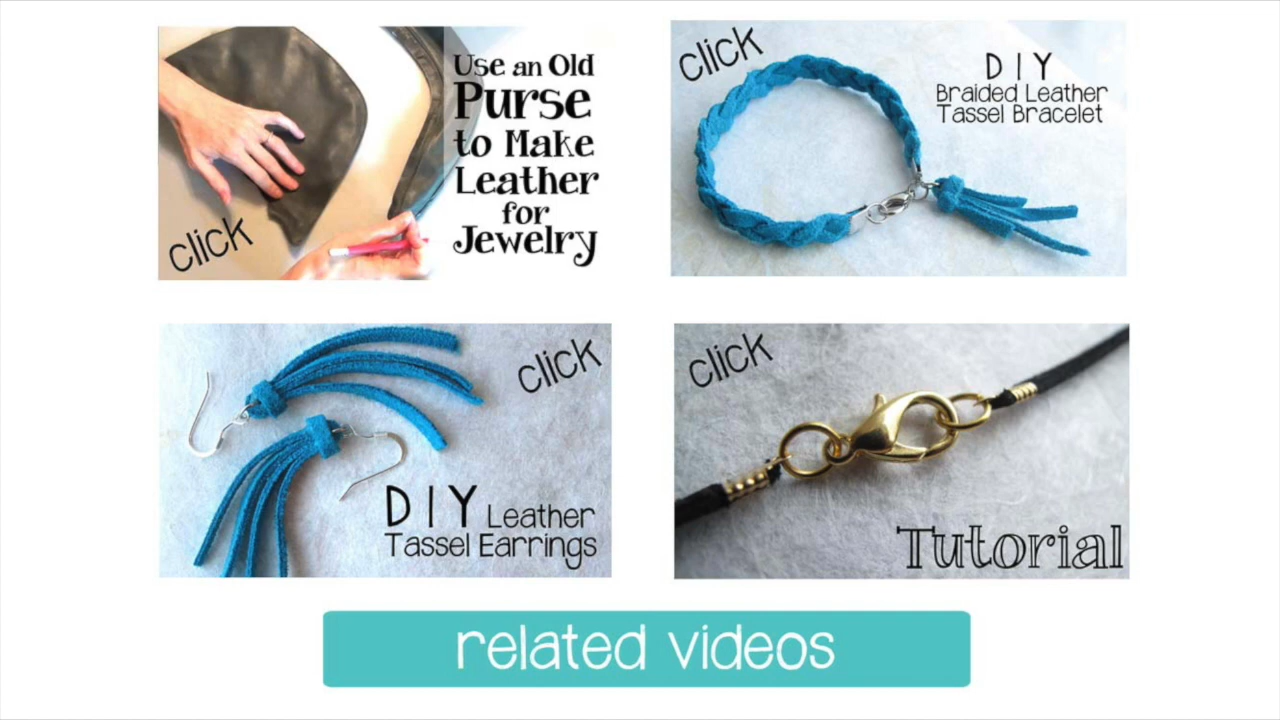 Use an Old
Purse
to Make
Leather
for
Jewelry
click
click
DIY
Braided Leather
Tassel Bracelet
click
DIY Leather
Tassel Earrings
click
Tutorial
related videos